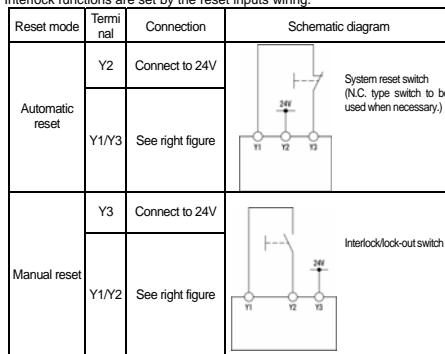 Interlock functions are set by the reset inputs wiring.
Reset mode
Termi
nal
Connection
Schematic diagram
Automatic
reset
Y2
Connect to 24V
Y1/Y3
See right figure
System reset switch
(N.C. type switch to be
used when necessary.)
24V
Y1 Y2 Y3
Manual reset
Y3
Connect to 24V
Y1/Y2
See right figure
Interlock/lock-out switch
24V
Y1 Y2 Y3